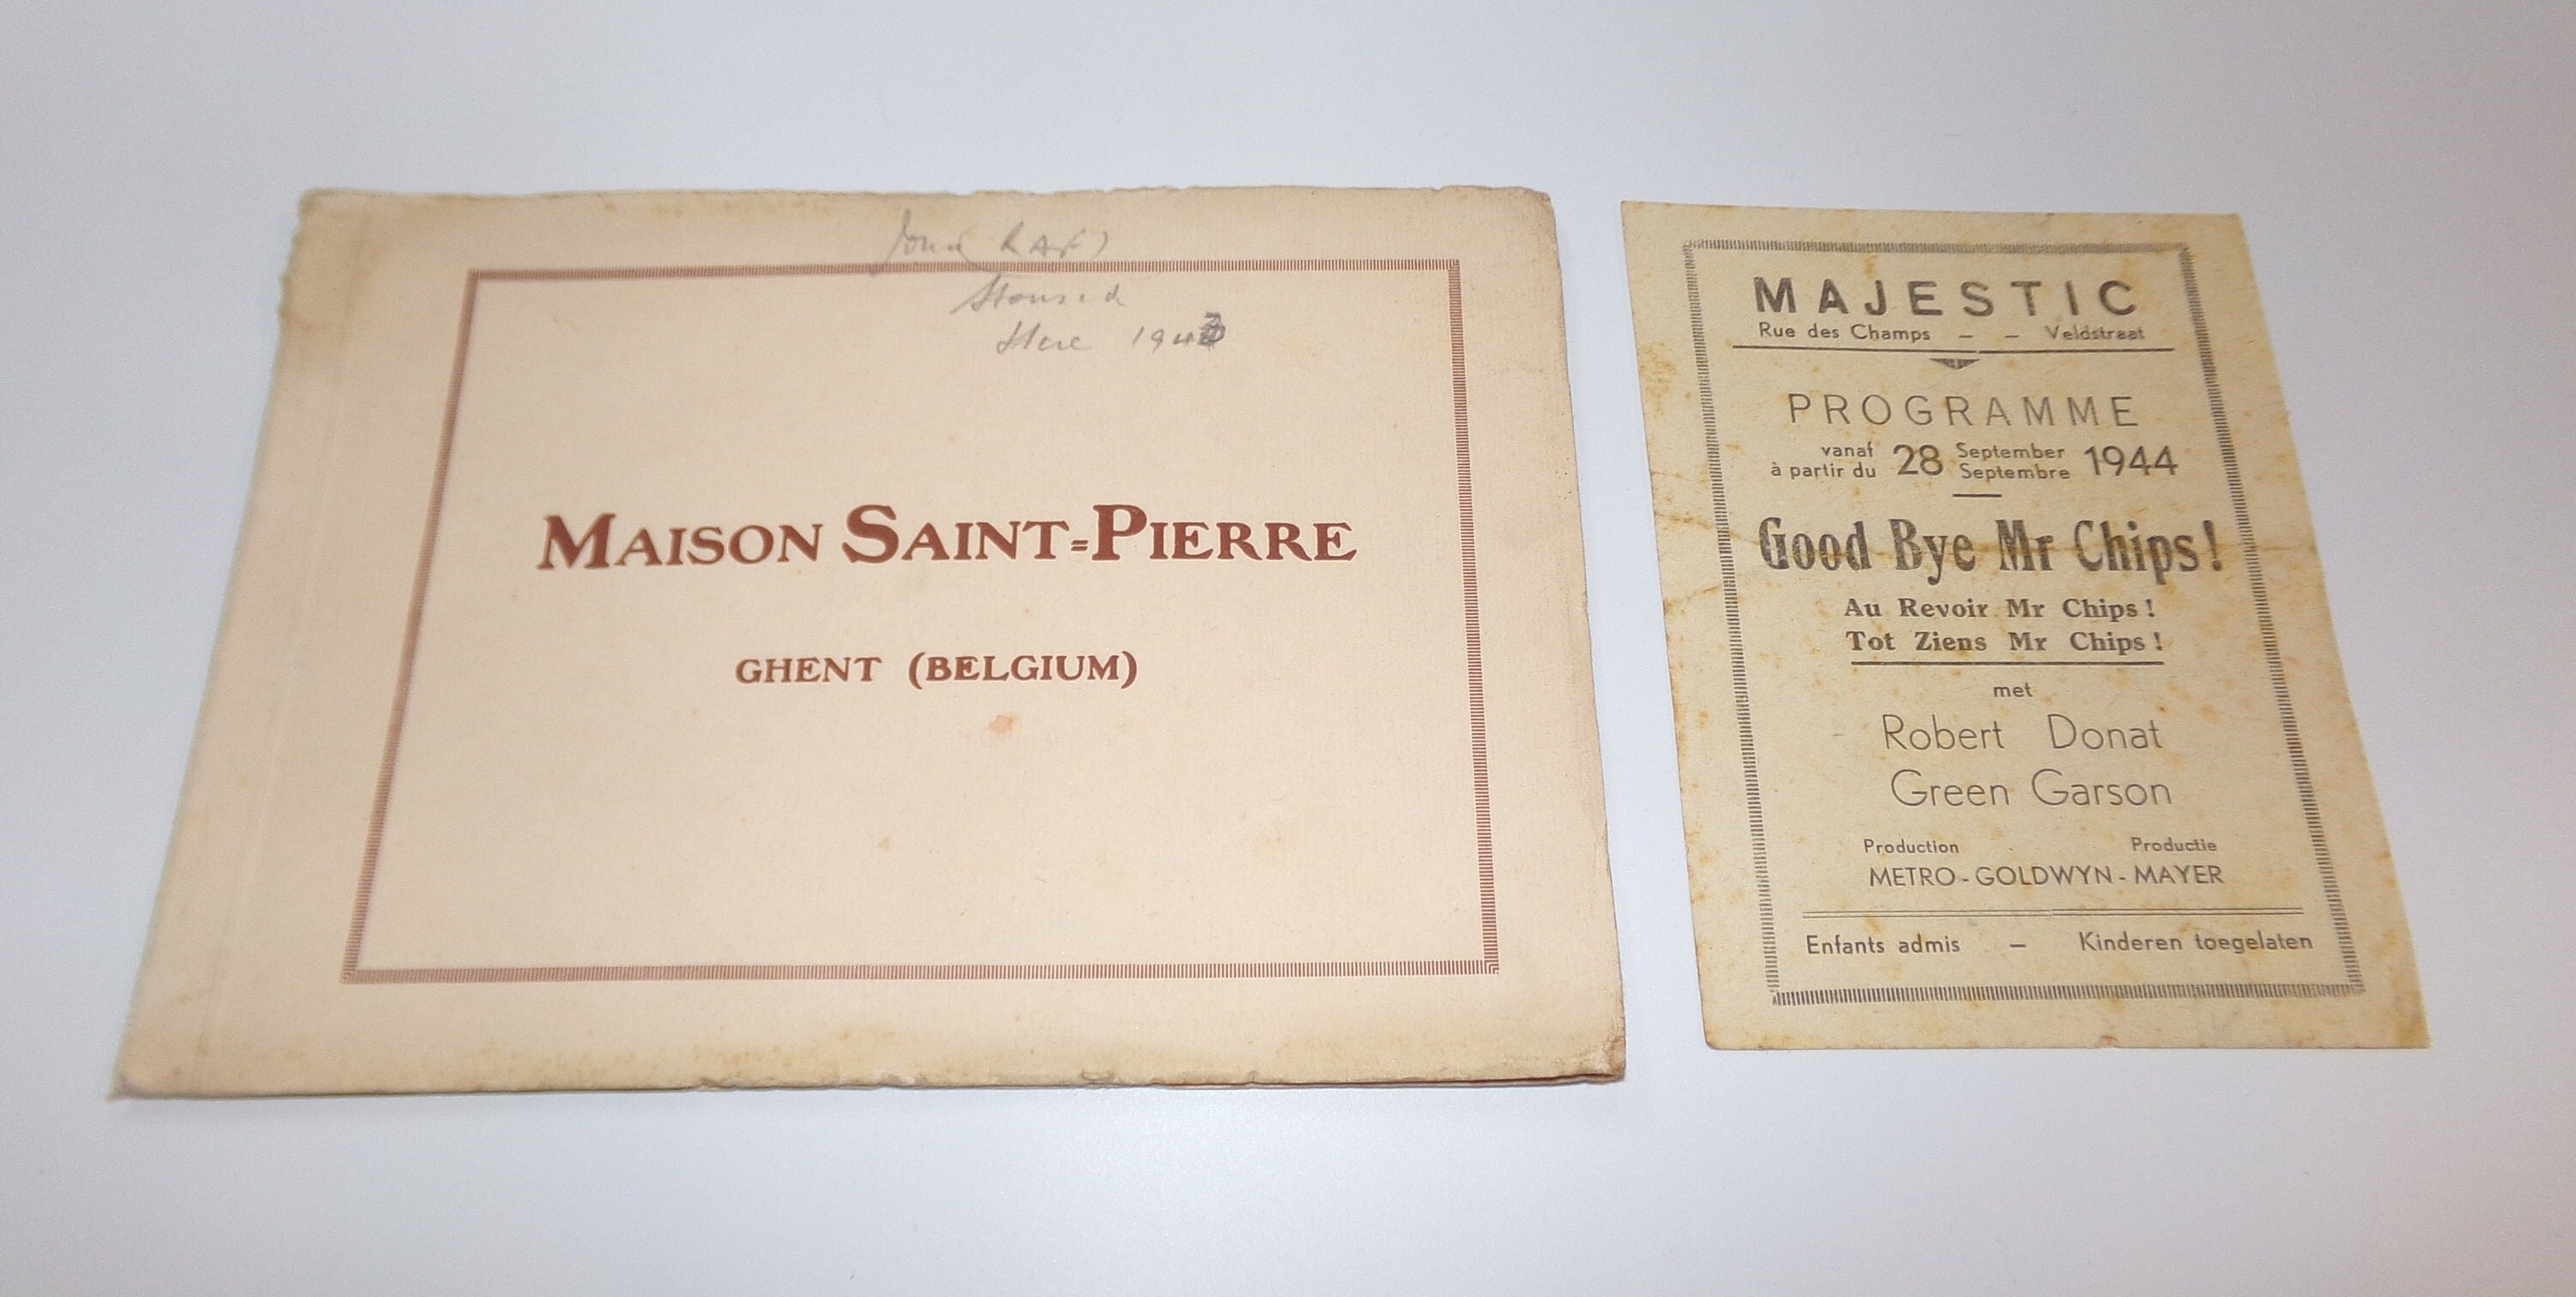 (RAF)
Housed
Here 194
MAISON SAINT-PIERRE
GHENT (BELGIUM)
MAJESTIC
Rue des Champs – – Veldstraat
PROGRAMME
vanaf
à partir du
28
September
Septembre
1944
Good Bye Mr Chips!
Au Revoir Mr Chips!
Tot Ziens Mr Chips!
met
Robert Donat
Green Garson
Production Productie
METRO-GOLDWYN-MAYER
Enfants admis – Kinderen toegelaten